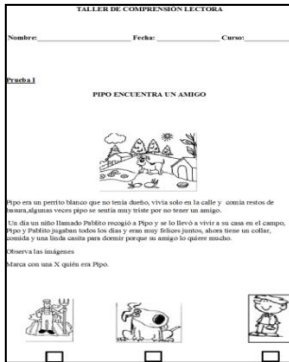 TALLER DE COMPRENSIÓN LECTORA
Nombre:____________ Fecha:____________ Curso:____________
Prueba I
PIPO ENCUENTRA UN AMIGO
Pipo era un perrito blanco que no tenía dueño, vivía solo en la calle y comía restos de
basura,algunas veces pipo se sentía muy triste por no tener un amigo.
Un día un niño llamado Pablito recogió a Pipo y se lo llevó a vivir a su casa en el campo,
Pipo y Pablito jugaban todos los días y eran muy felices juntos, ahora tiene un collar,
comida y una linda casita para dormir porque su amigo lo quiere mucho.
Observa las imágenes
Marca con una X quién era Pipo.